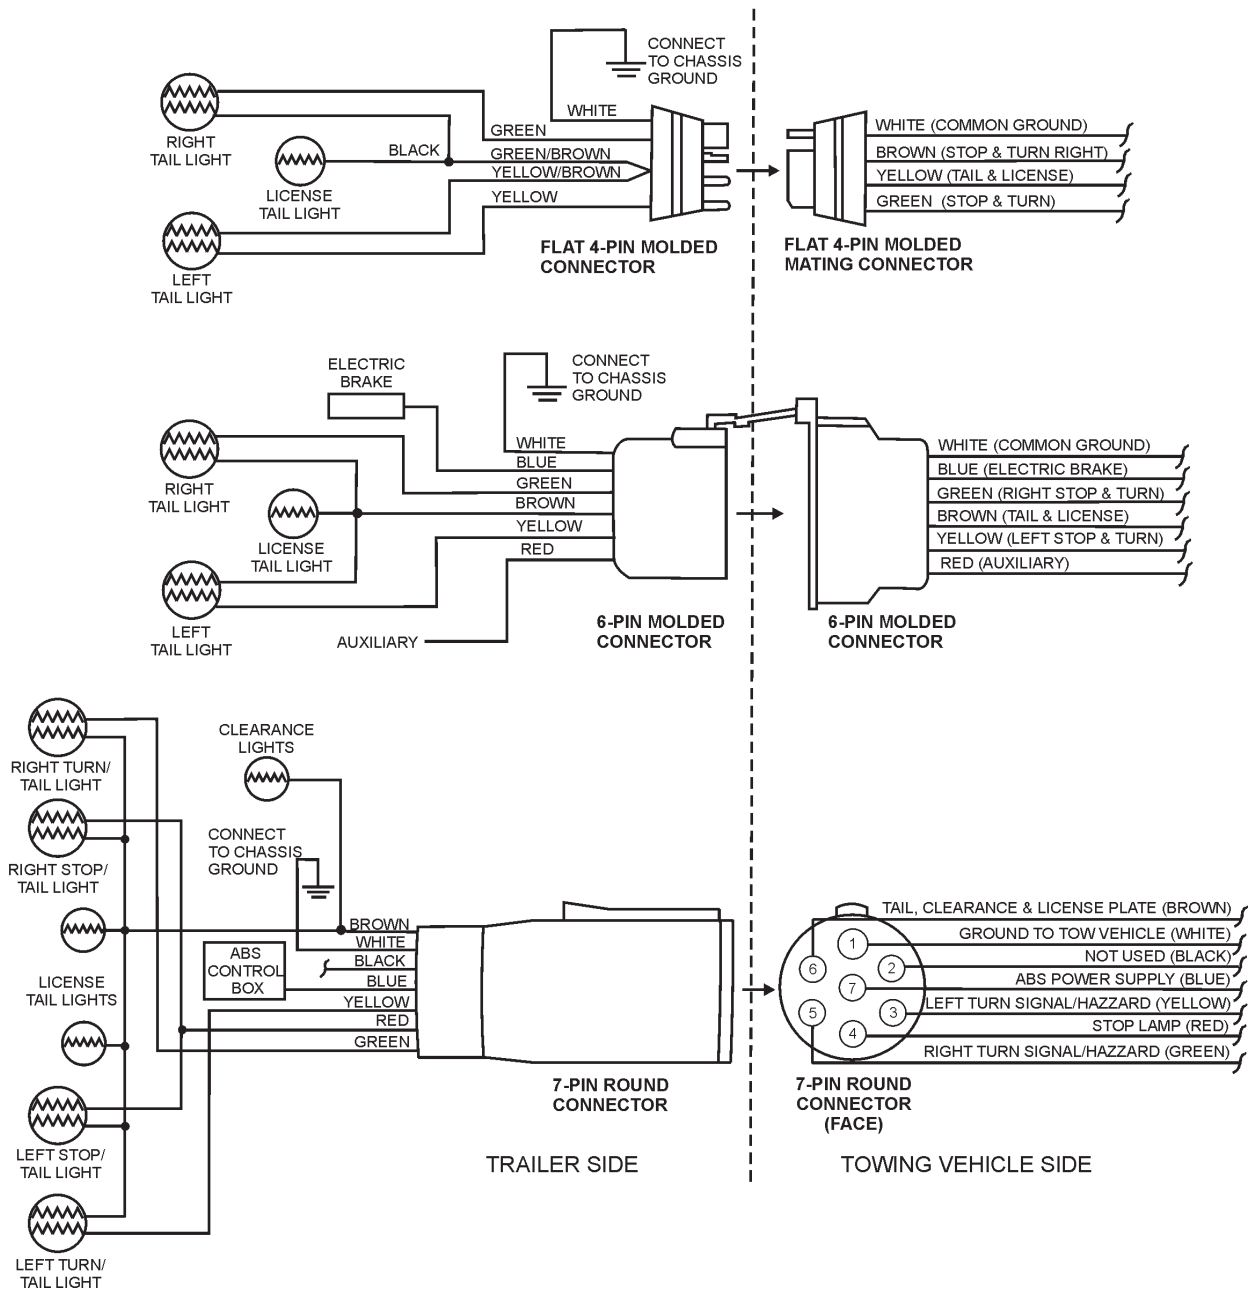 CONNECT
TO CHASSIS
GROUND
WHITE
GREEN
BLACK
GREEN/BROWN
YELLOW/BROWN
YELLOW
RIGHT
TAIL LIGHT
LICENSE
TAIL LIGHT
LEFT
TAIL LIGHT
FLAT 4-PIN MOLDED
CONNECTOR
WHITE (COMMON GROUND)
BROWN (STOP & TURN RIGHT)
YELLOW (TAIL & LICENSE)
GREEN (STOP & TURN)
FLAT 4-PIN MOLDED
MATING CONNECTOR
ELECTRIC
BRAKE
CONNECT
TO CHASSIS
GROUND
WHITE
BLUE
GREEN
BROWN
YELLOW
RED
RIGHT
TAIL LIGHT
LICENSE
TAIL LIGHT
LEFT
TAIL LIGHT
AUXILIARY
6-PIN MOLDED
CONNECTOR
WHITE (COMMON GROUND)
BLUE (ELECTRIC BRAKE)
GREEN (RIGHT STOP & TURN)
BROWN (TAIL & LICENSE)
YELLOW (LEFT STOP & TURN)
RED (AUXILIARY)
6-PIN MOLDED
CONNECTOR
RIGHT TURN/
TAIL LIGHT
CLEARANCE
LIGHTS
RIGHT STOP/
TAIL LIGHT
CONNECT
TO CHASSIS
GROUND
LICENSE
TAIL LIGHTS
ABS
CONTROL
BOX
BROWN
WHITE
BLACK
BLUE
YELLOW
RED
GREEN
LEFT STOP/
TAIL LIGHT
LEFT TURN/
TAIL LIGHT
7-PIN ROUND
CONNECTOR
1
2
3
4
5
6
7
TAIL, CLEARANCE & LICENSE PLATE (BROWN)
GROUND TO TOW VEHICLE (WHITE)
NOT USED (BLACK)
ABS POWER SUPPLY (BLUE)
LEFT TURN SIGNAL/HAZZARD (YELLOW)
STOP LAMP (RED)
RIGHT TURN SIGNAL/HAZZARD (GREEN)
7-PIN ROUND
CONNECTOR
(FACE)
TRAILER SIDE
TOWING VEHICLE SIDE